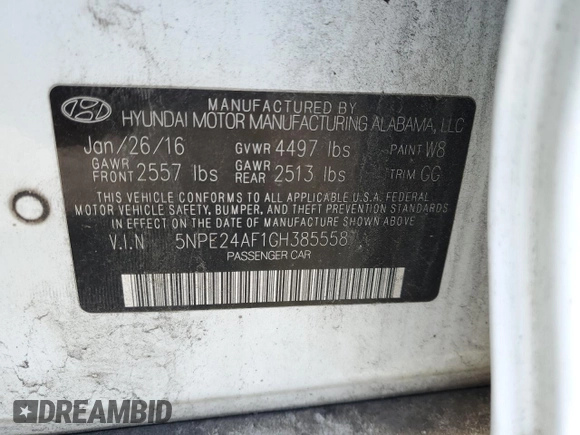 MANUFACTURED BY
HYUNDAI MOTOR MANUFACTURING ALABAMA, LLC
Jan/26/16 GVWR 4497 lbs PAINT W8
GAWR FRONT 2557 lbs GAWR REAR 2513 lbs TRIM GG
THIS VEHICLE CONFORMS TO ALL APPLICABLE U.S.A. FEDERAL
MOTOR VEHICLE SAFETY, BUMPER, AND THEFT PREVENTION STANDARDS
IN EFFECT ON THE DATE OF MANUFACTURE SHOWN ABOVE
V.I.N 5NPE24AF1GH385558
PASSENGER CAR
DREAMBID